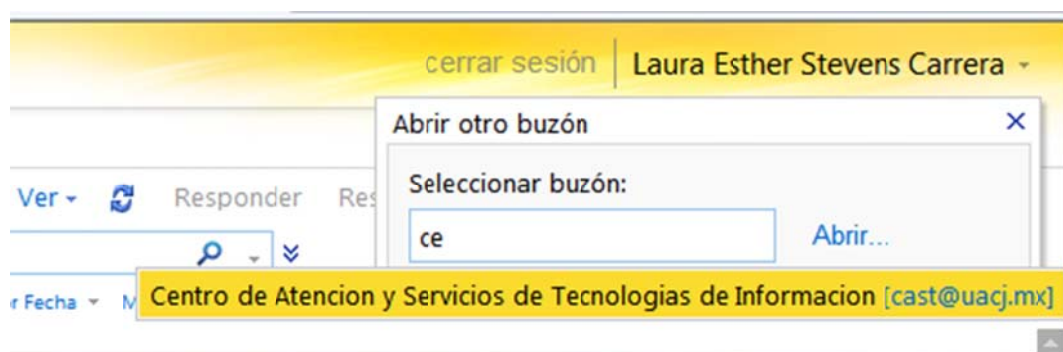 cerrar sesión Laura Esther Stevens Carrera
Abrir otro buzón
Seleccionar buzón:
Ver Responder Res
ce Abrir...
r Fecha M Centro de Atencion y Servicios de Tecnologias de Informacion [cast@uacj.mx]